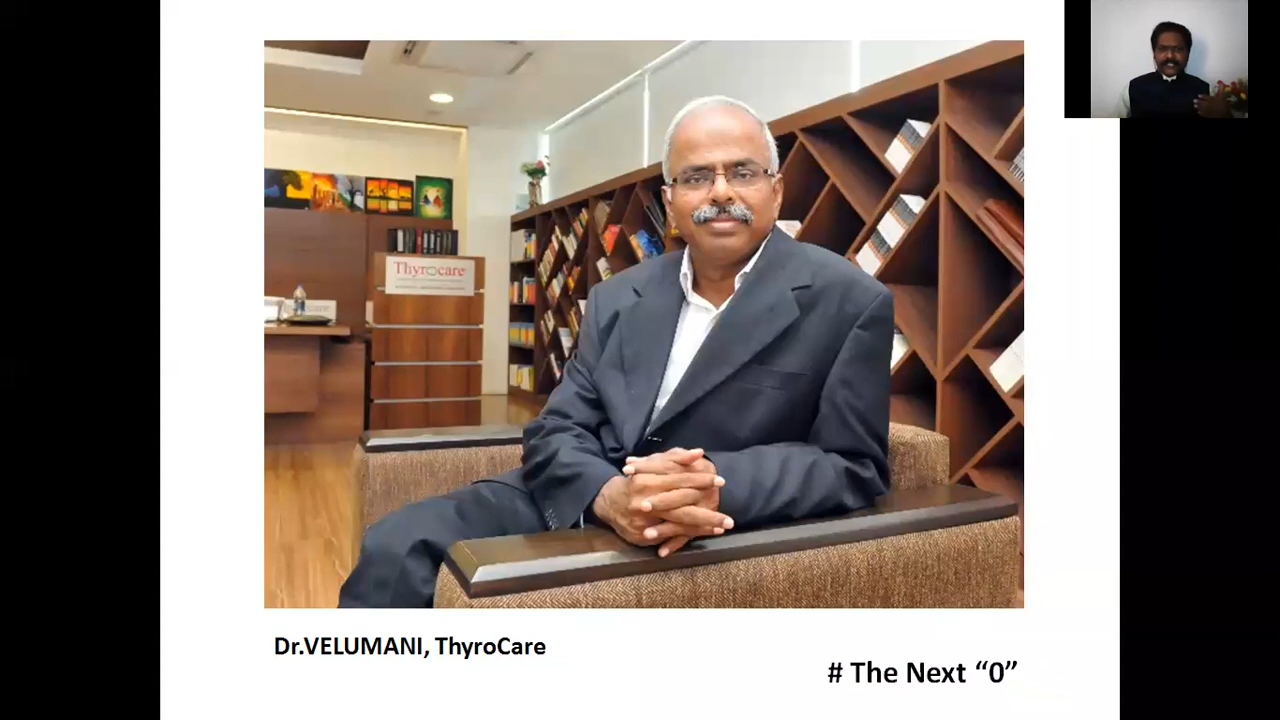 Thyrocare
Dr.VELUMANI, ThyroCare
# The Next “0”